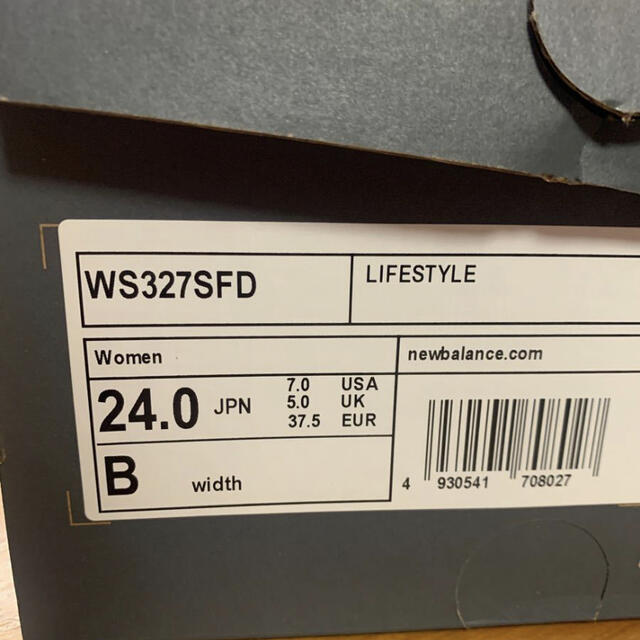 WS327SFD
LIFESTYLE
Women
newbalance.com
24.0 JPN
7.0 USA
5.0 UK
37.5 EUR
B width
4 930541 708027